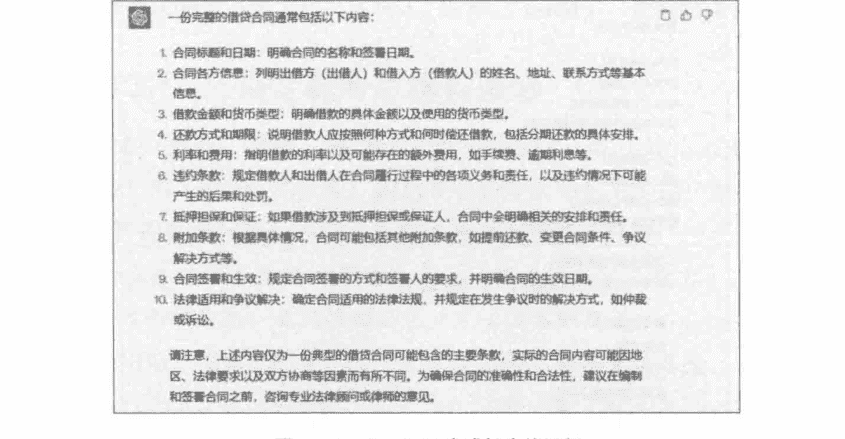 一份完整的借贷合同通常包括以下内容：
1. 合同标题和日期：明确合同的名称和签署日期。
2. 合同各方信息：列明出借方（出借人）和借入方（借款人）的姓名、地址、联系方式等基本
信息。
3. 借款金额和货币类型：明确借款的具体金额以及使用的货币类型。
4. 还款方式和期限：说明借款人应按照何种方式和何时偿还借款，包括分期还款的具体安排。
5. 利率和费用：指明借款的利率以及可能存在的额外费用，如手续费、逾期利息等。
6. 违约条款：规定借款人和出借人在合同履行过程中的各项义务和责任，以及违约情况下可能
产生的后果和处罚。
7. 抵押担保和保证：如果借款涉及到抵押担保或保证人，合同中会明确相关的安排和责任。
8. 附加条款：根据具体情况，合同可能包括其他附加条款，如提前还款、变更合同条件、争议
解决方式等。
9. 合同签署和生效：规定合同签署的方式和签署人的要求，并明确合同的生效日期。
10. 法律适用和争议解决：确定合同适用的法律法规，并规定在发生争议时的解决方式，如仲裁
或诉讼。
请注意，上述内容仅为一份典型的借贷合同可能包含的主要条款，实际的合同内容可能因地
区、法律要求以及双方协商等因素而有所不同。为确保合同的准确性和合法性，建议在编制
和签署合同之前，咨询专业法律顾问或律师的意见。